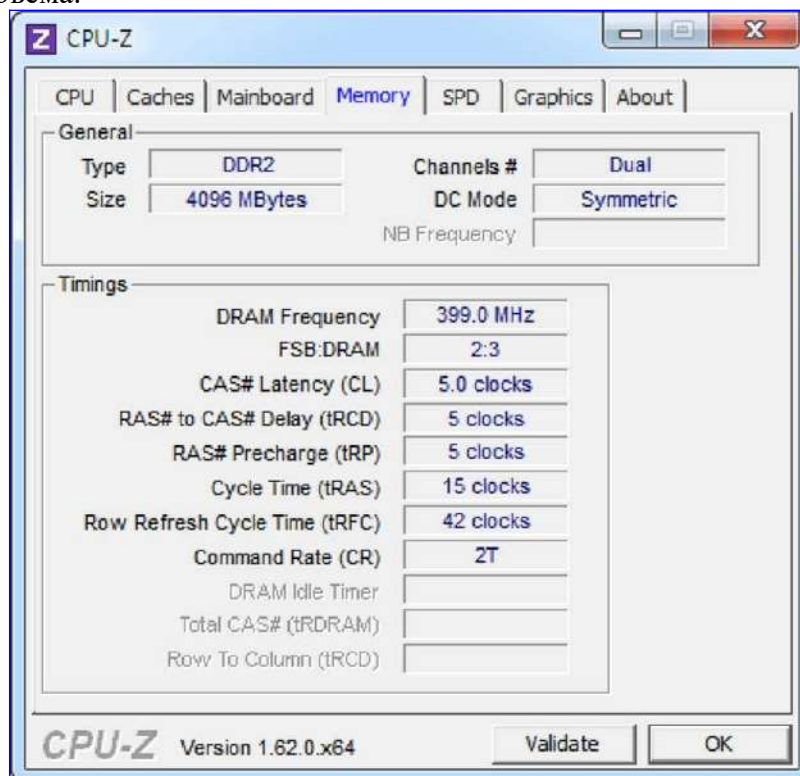 CPU-Z
CPU Caches Mainboard Memory SPD Graphics About
General
Type DDR2 Channels # Dual
Size 4096 MBytes DC Mode Symmetric
NB Frequency
Timings
DRAM Frequency 399.0 MHz
FSB:DRAM 2:3
CAS# Latency (CL) 5.0 clocks
RAS# to CAS# Delay (tRCD) 5 clocks
RAS# Precharge (tRP) 5 clocks
Cycle Time (tRAS) 15 clocks
Row Refresh Cycle Time (tRFC) 42 clocks
Command Rate (CR) 2T
DRAM Idle Timer
Total CAS# (tRDRAM)
Row To Column (tRCD)
CPU-Z Version 1.62.0.x64 Validate OK